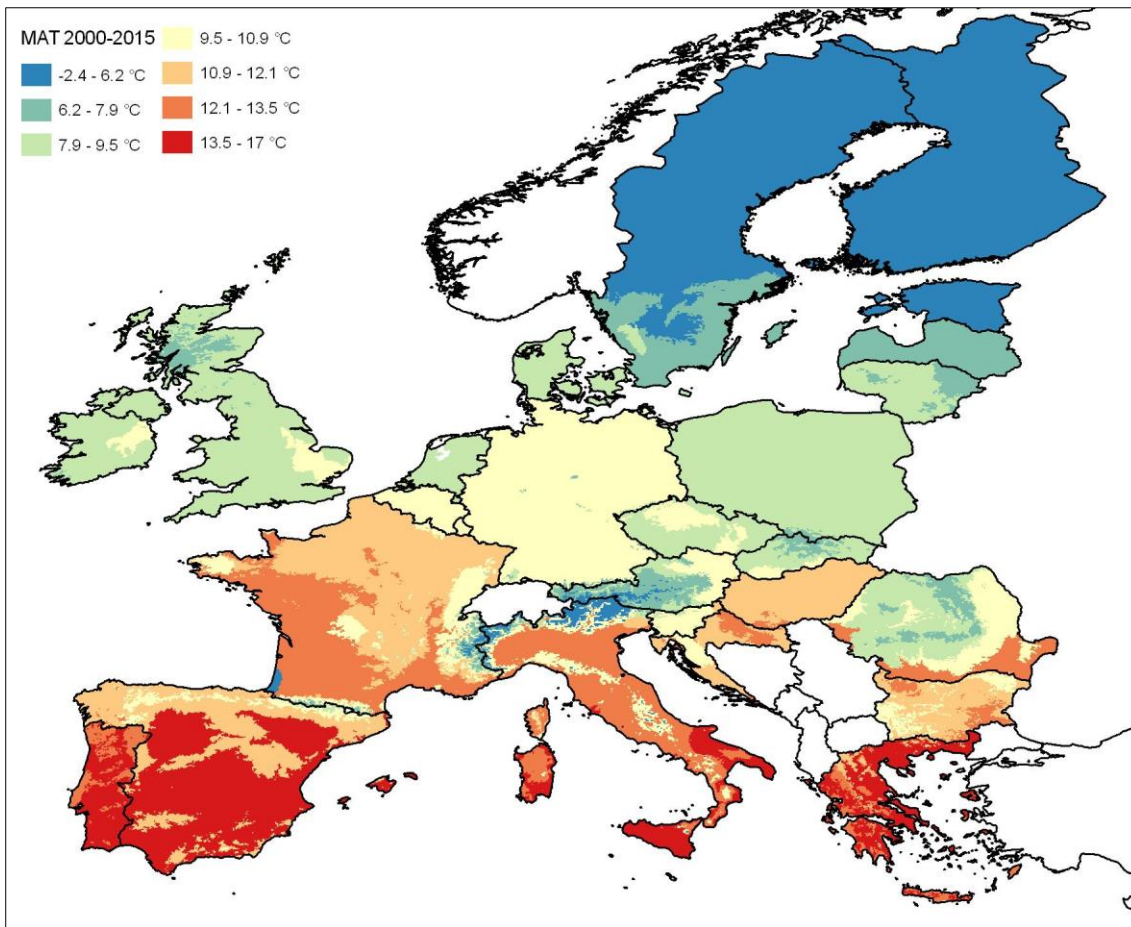 MAT 2000-2015
-2.4 - 6.2 °C
6.2 - 7.9 °C
7.9 - 9.5 °C
9.5 - 10.9 °C
10.9 - 12.1 °C
12.1 - 13.5 °C
13.5 - 17 °C